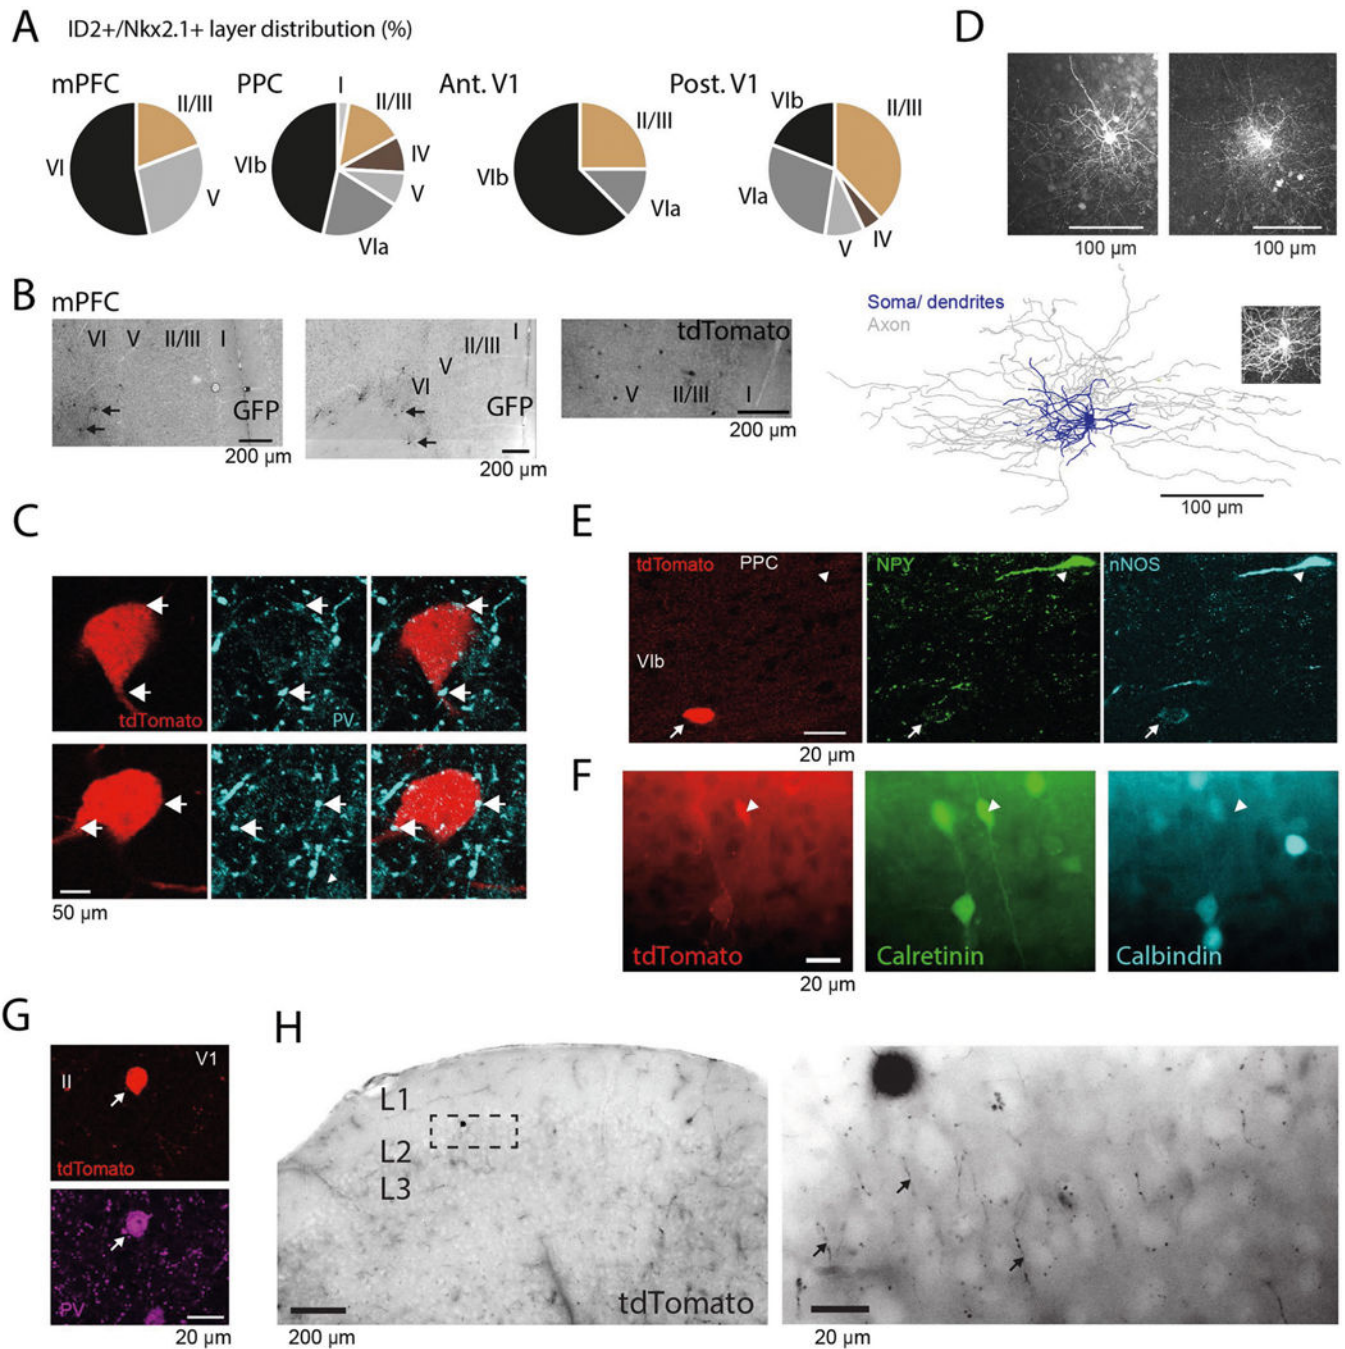 A
ID2+/Nkx2.1+ layer distribution (%)
mPFC
II/III
V
VI
PPC
I
II/III
IV
V
VIa
VIb
Ant. V1
II/III
VIa
VIb
Post. V1
II/III
IV
V
VIa
VIb
B
mPFC
VI V II/III I
GFP
200 µm
I
II/III
V
VI
GFP
200 µm
tdTomato
V II/III I
200 µm
C
tdTomato
PV
50 µm
D
100 µm
100 µm
Soma/ dendrites
Axon
100 µm
E
tdTomato PPC
VIb
20 µm
NPY
nNOS
F
tdTomato
20 µm
Calretinin
Calbindin
G
V1
II
tdTomato
PV
20 µm
H
L1
L2
L3
tdTomato
200 µm
20 µm